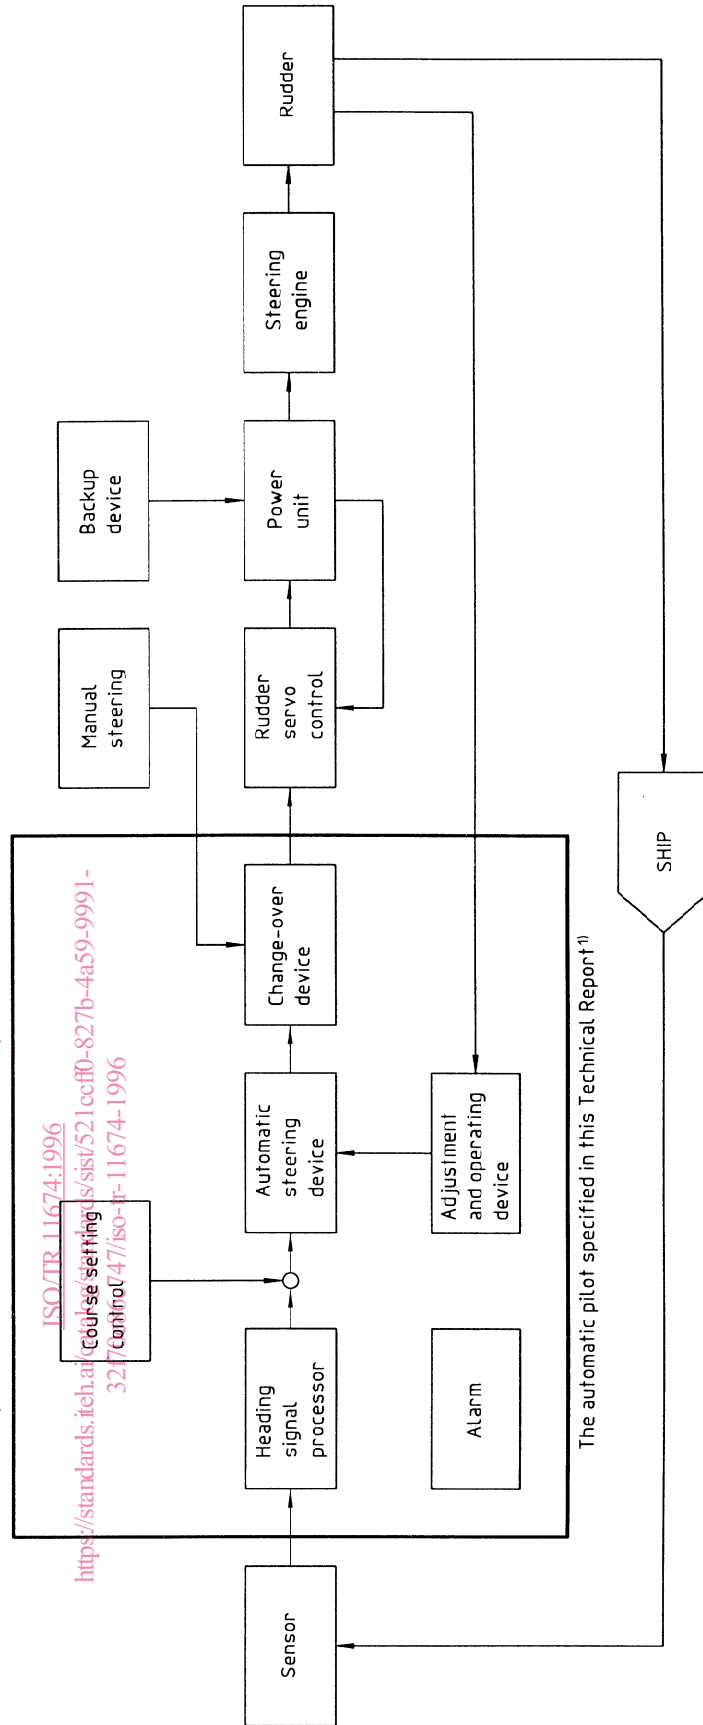 ISO/TR 11674:1996
https://standards.iteh.ai/catalog/standards/sist/521ccff0-827b-4a59-9991-
32f70e86c747/iso-tr-11674-1996
Course setting
control
Manual
steering
Backup
device
Sensor
Heading
signal
processor
Automatic
steering
device
Change-over
device
Rudder
servo
control
Power
unit
Steering
engine
Rudder
Alarm
Adjustment
and operating
device
The automatic pilot specified in this Technical Report 1)
SHIP